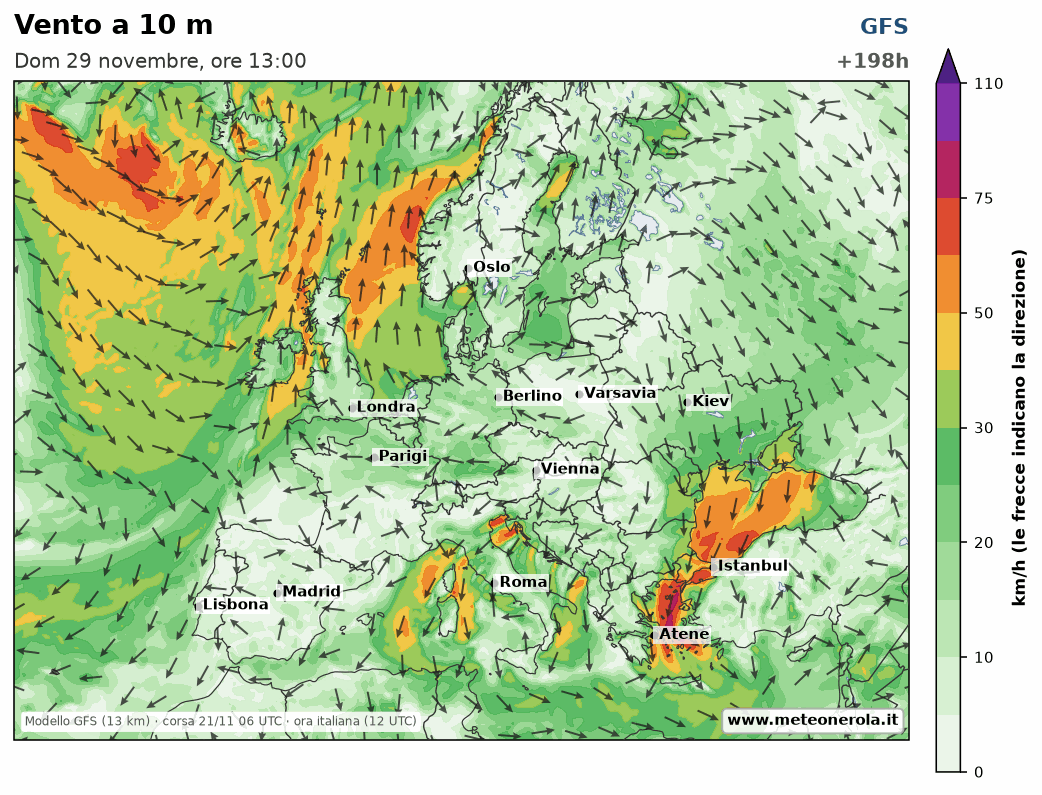 Vento a 10 m
GFS
Dom 29 novembre, ore 13:00
+198h
110
75
50
30
20
10
0
km/h (le frecce indicano la direzione)
Oslo
Berlino
Varsavia
Kiev
Londra
Parigi
Vienna
Istanbul
Roma
Madrid
Lisbona
Atene
Modello GFS (13 km) · corsa 21/11 06 UTC · ora italiana (12 UTC)
www.meteonerola.it